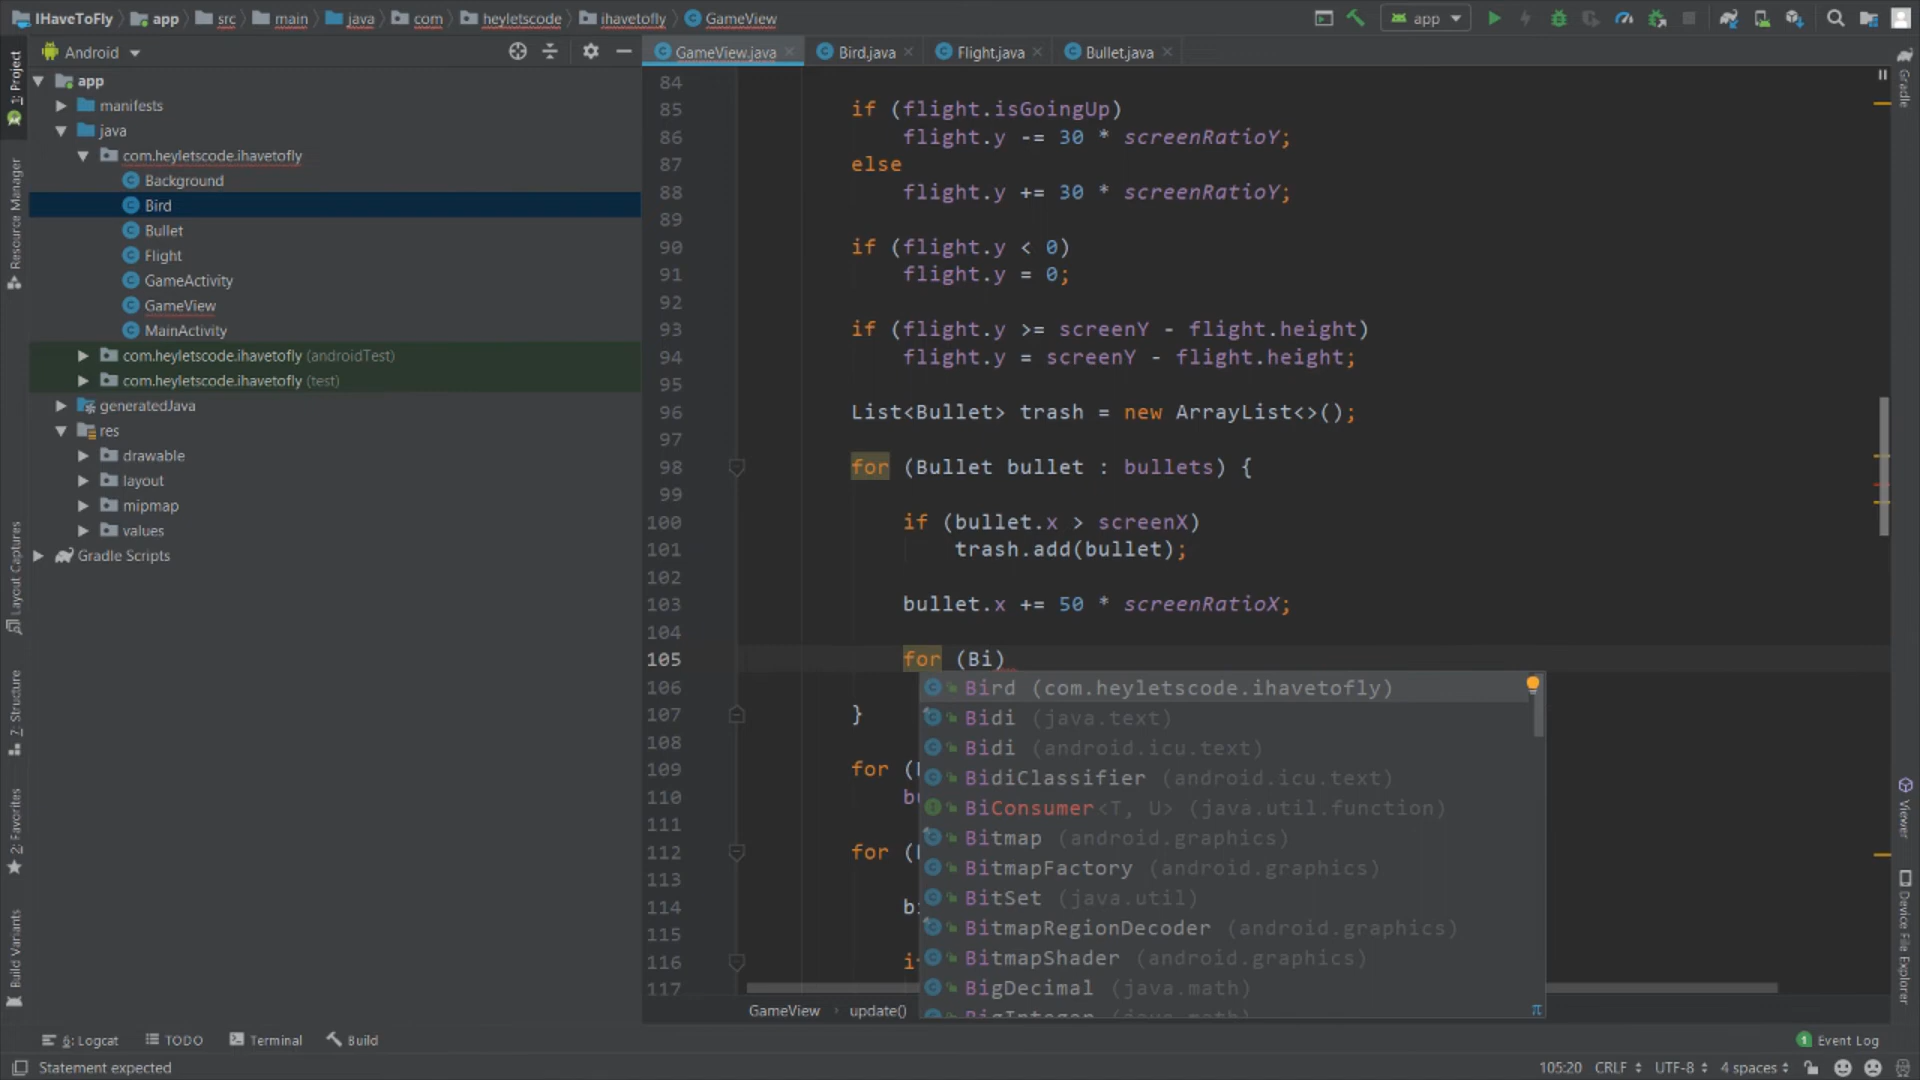 IHaveToFly
app
src
main
java
com
heyletscode
ihavetofly
GameView
app
1: Project
Android
GameView.java
Bird.java
Flight.java
Bullet.java
Gradle
app
manifests
java
com.heyletscode.ihavetofly
Background
Bird
Bullet
Flight
GameActivity
GameView
MainActivity
com.heyletscode.ihavetofly (androidTest)
com.heyletscode.ihavetofly (test)
generatedJava
res
drawable
layout
mipmap
values
Gradle Scripts
Resource Manager
Layout Captures
7: Structure
2: Favorites
Build Variants
84
85 if (flight.isGoingUp)
86 flight.y -= 30 * screenRatioY;
87 else
88 flight.y += 30 * screenRatioY;
89
90 if (flight.y < 0)
91 flight.y = 0;
92
93 if (flight.y >= screenY - flight.height)
94 flight.y = screenY - flight.height;
95
96 List<Bullet> trash = new ArrayList<>();
97
98 for (Bullet bullet : bullets) {
99
100 if (bullet.x > screenX)
101 trash.add(bullet);
102
103 bullet.x += 50 * screenRatioX;
104
105 for (Bi)
106
107 }
108
109 for (
110
111
112 for (
113
114
115
116
117
Bird (com.heyletscode.ihavetofly)
Bidi (java.text)
Bidi (android.icu.text)
BidiClassifier (android.icu.text)
BiConsumer<T, U> (java.util.function)
Bitmap (android.graphics)
BitmapFactory (android.graphics)
BitSet (java.util)
BitmapRegionDecoder (android.graphics)
BitmapShader (android.graphics)
BigDecimal (java.math)
π
Viewer
Device File Explorer
GameView
update()
6: Logcat
TODO
Terminal
Build
1 Event Log
Statement expected
105:20
CRLF
UTF-8
4 spaces